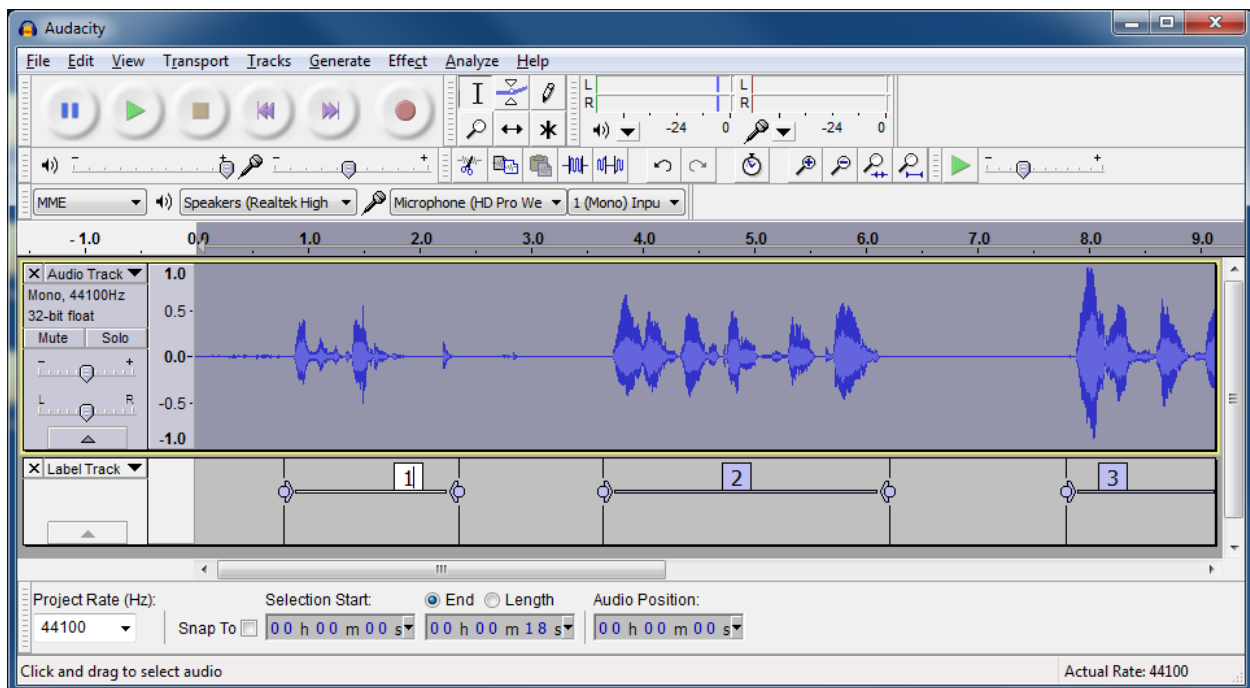 Audacity
File Edit View Transport Tracks Generate Effect Analyze Help
L L
R R
-24 0 -24 0
- + - + - +
MME Speakers (Realtek High Microphone (HD Pro We 1 (Mono) Inpu
- 1.0 0.0 1.0 2.0 3.0 4.0 5.0 6.0 7.0 8.0 9.0
X Audio Track 1.0
Mono, 44100Hz
32-bit float 0.5
Mute Solo
- + 0.0
L R -0.5
-1.0
X Label Track
1 2 3
Project Rate (Hz): Selection Start: End Length Audio Position:
44100 Snap To 00 h 00 m 00 s 00 h 00 m 18 s 00 h 00 m 00 s
Click and drag to select audio Actual Rate: 44100